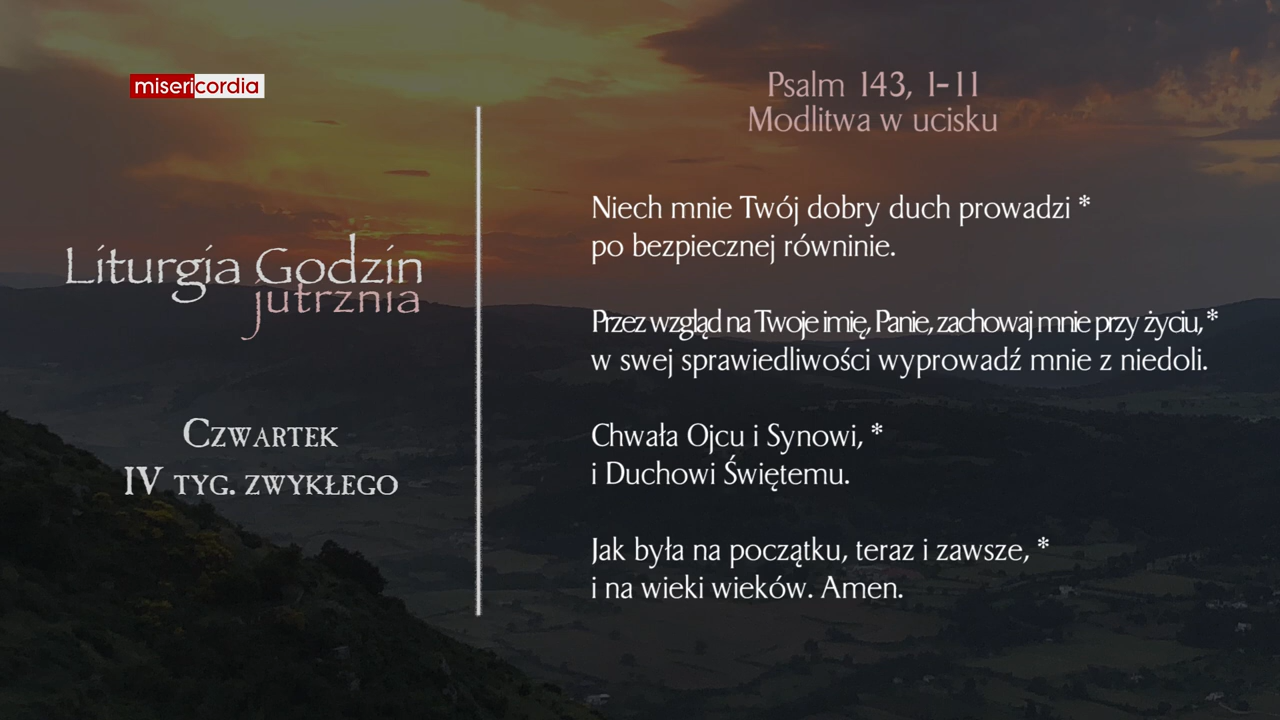 misericordia
Liturgia Godzin
jutrznia
Czwartek
IV tyg. zwykłego
Psalm 143, 1-11
Modlitwa w ucisku
Niech mnie Twój dobry duch prowadzi *
po bezpiecznej równinie.
Przez wzgląd na Twoje imię, Panie, zachowaj mnie przy życiu, *
w swej sprawiedliwości wyprowadź mnie z niedoli.
Chwała Ojcu i Synowi, *
i Duchowi Świętemu.
Jak była na początku, teraz i zawsze, *
i na wieki wieków. Amen.